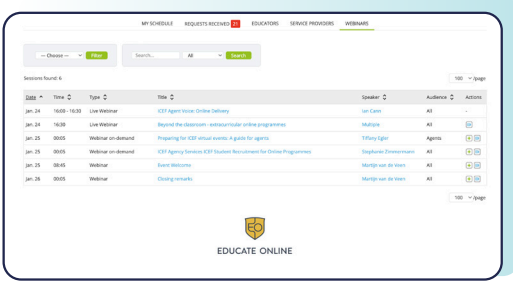 MY SCHEDULE REQUESTS RECEIVED 21 EDUCATORS SERVICE PROVIDERS WEBINARS
--- Choose --- Filter Search... All Search
Sessions found: 6 100 /page
Date Time Type Title Speaker Audience Actions
Jan. 24 16:00 - 16:30 Live Webinar ICEF Agent Voice: Online Delivery Ian Cann All -
Jan. 24 16:30 Live Webinar Beyond the classroom - extracurricular online programmes Multiple All
Jan. 25 00:05 Webinar on-demand Preparing for ICEF virtual events: A guide for agents Tiffany Egler Agents
Jan. 25 00:05 Webinar on-demand ICEF Agency Services ICEF Student Recruitment for Online Programmes Stephanie Zimmermann All
Jan. 25 08:45 Webinar Event Welcome Martijn van de Veen All
Jan. 26 00:05 Webinar Closing remarks Martijn van de Veen All
100 /page
EO
EDUCATE ONLINE